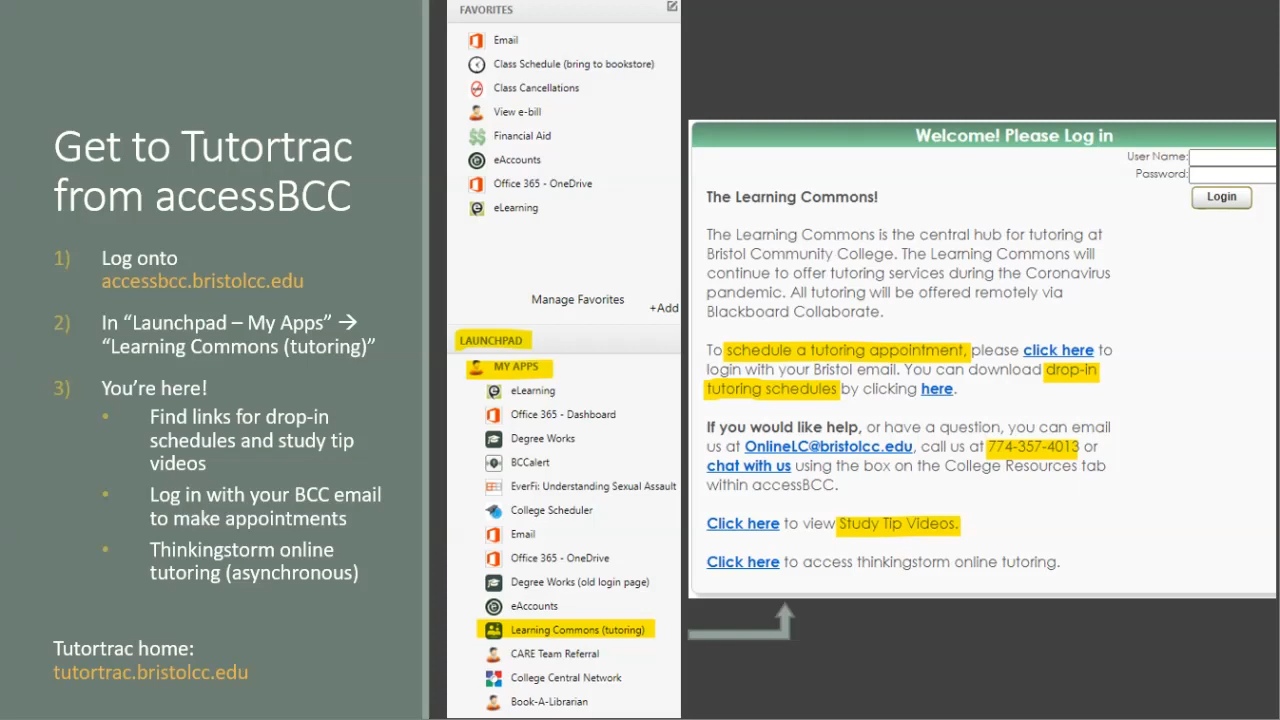 Get to Tutortrac
from accessBCC
1) Log onto
accessbcc.bristolcc.edu
2) In “Launchpad – My Apps” →
“Learning Commons (tutoring)”
3) You’re here!
• Find links for drop-in
schedules and study tip
videos
• Log in with your BCC email
to make appointments
• Thinkingstorm online
tutoring (asynchronous)
Tutortrac home:
tutortrac.bristolcc.edu
FAVORITES
Email
Class Schedule (bring to bookstore)
Class Cancellations
View e-bill
Financial Aid
eAccounts
Office 365 - OneDrive
eLearning
Manage Favorites
+Add
LAUNCHPAD
MY APPS
eLearning
Office 365 - Dashboard
Degree Works
BCCalert
EverFi: Understanding Sexual Assault
College Scheduler
Email
Office 365 - OneDrive
Degree Works (old login page)
eAccounts
Learning Commons (tutoring)
CARE Team Referral
College Central Network
Book-A-Librarian
Welcome! Please Log in
User Name:
Password:
Login
The Learning Commons!
The Learning Commons is the central hub for tutoring at
Bristol Community College. The Learning Commons will
continue to offer tutoring services during the Coronavirus
pandemic. All tutoring will be offered remotely via
Blackboard Collaborate.
To schedule a tutoring appointment, please click here to
login with your Bristol email. You can download drop-in
tutoring schedules by clicking here.
If you would like help, or have a question, you can email
us at OnlineLC@bristolcc.edu, call us at 774-357-4013 or
chat with us using the box on the College Resources tab
within accessBCC.
Click here to view Study Tip Videos.
Click here to access thinkingstorm online tutoring.